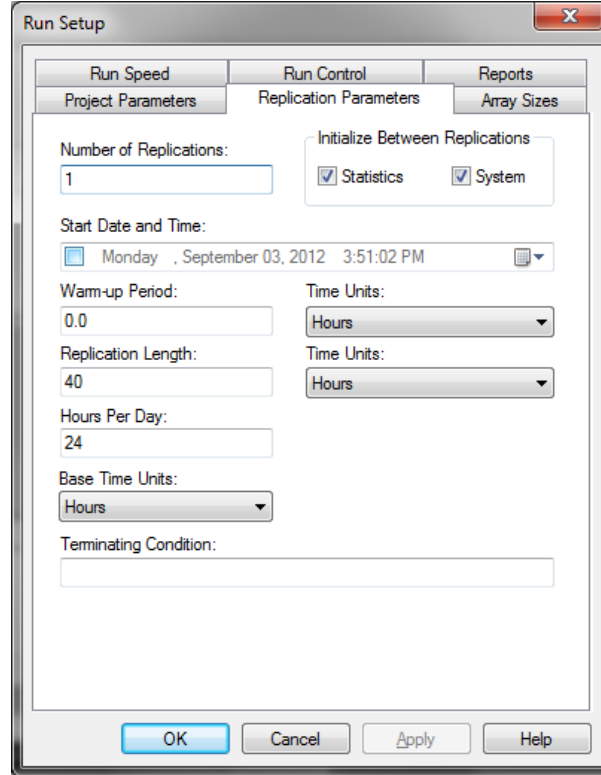 Run Setup
Run Speed Run Control Reports
Project Parameters Replication Parameters Array Sizes
Number of Replications:
1
Initialize Between Replications
Statistics System
Start Date and Time:
Monday , September 03, 2012 3:51:02 PM
Warm-up Period: Time Units:
0.0 Hours
Replication Length: Time Units:
40 Hours
Hours Per Day:
24
Base Time Units:
Hours
Terminating Condition:
OK Cancel Apply Help